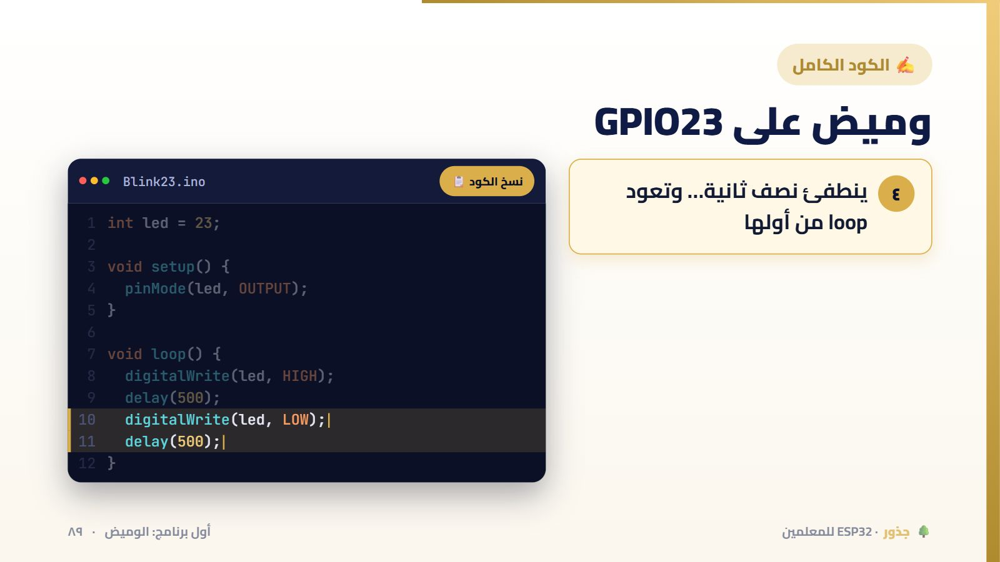 ✍️ الكود الكامل
وميض على GPIO23
٤
ينطفئ نصف ثانية... وتعود
loop من أولها
Blink23.ino
نسخ الكود 📋
1 int led = 23;
2
3 void setup() {
4   pinMode(led, OUTPUT);
5 }
6
7 void loop() {
8   digitalWrite(led, HIGH);
9   delay(500);
10   digitalWrite(led, LOW);
11   delay(500);
12 }
🌳 جذور · ESP32 للمعلمين
أول برنامج: الوميض · ٨٩